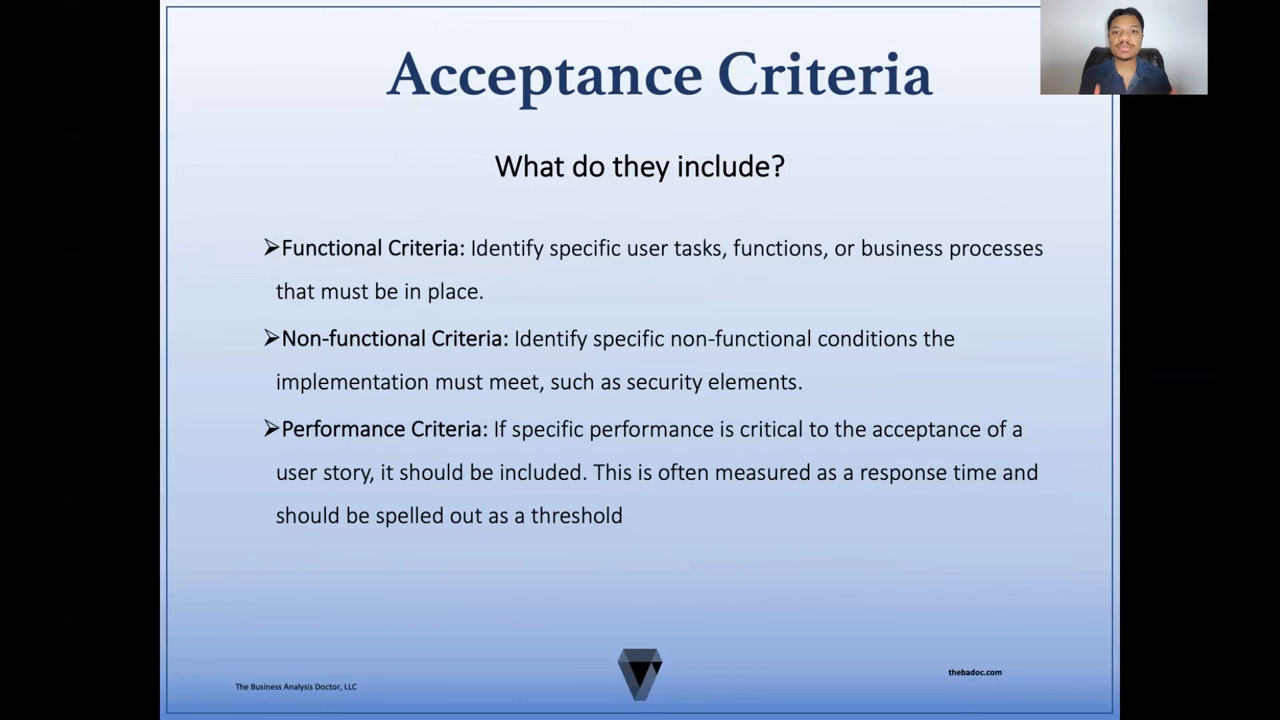 Acceptance Criteria
What do they include?
➢Functional Criteria: Identify specific user tasks, functions, or business processes
that must be in place.
➢Non-functional Criteria: Identify specific non-functional conditions the
implementation must meet, such as security elements.
➢Performance Criteria: If specific performance is critical to the acceptance of a
user story, it should be included. This is often measured as a response time and
should be spelled out as a threshold
The Business Analysis Doctor, LLC
thebadoc.com